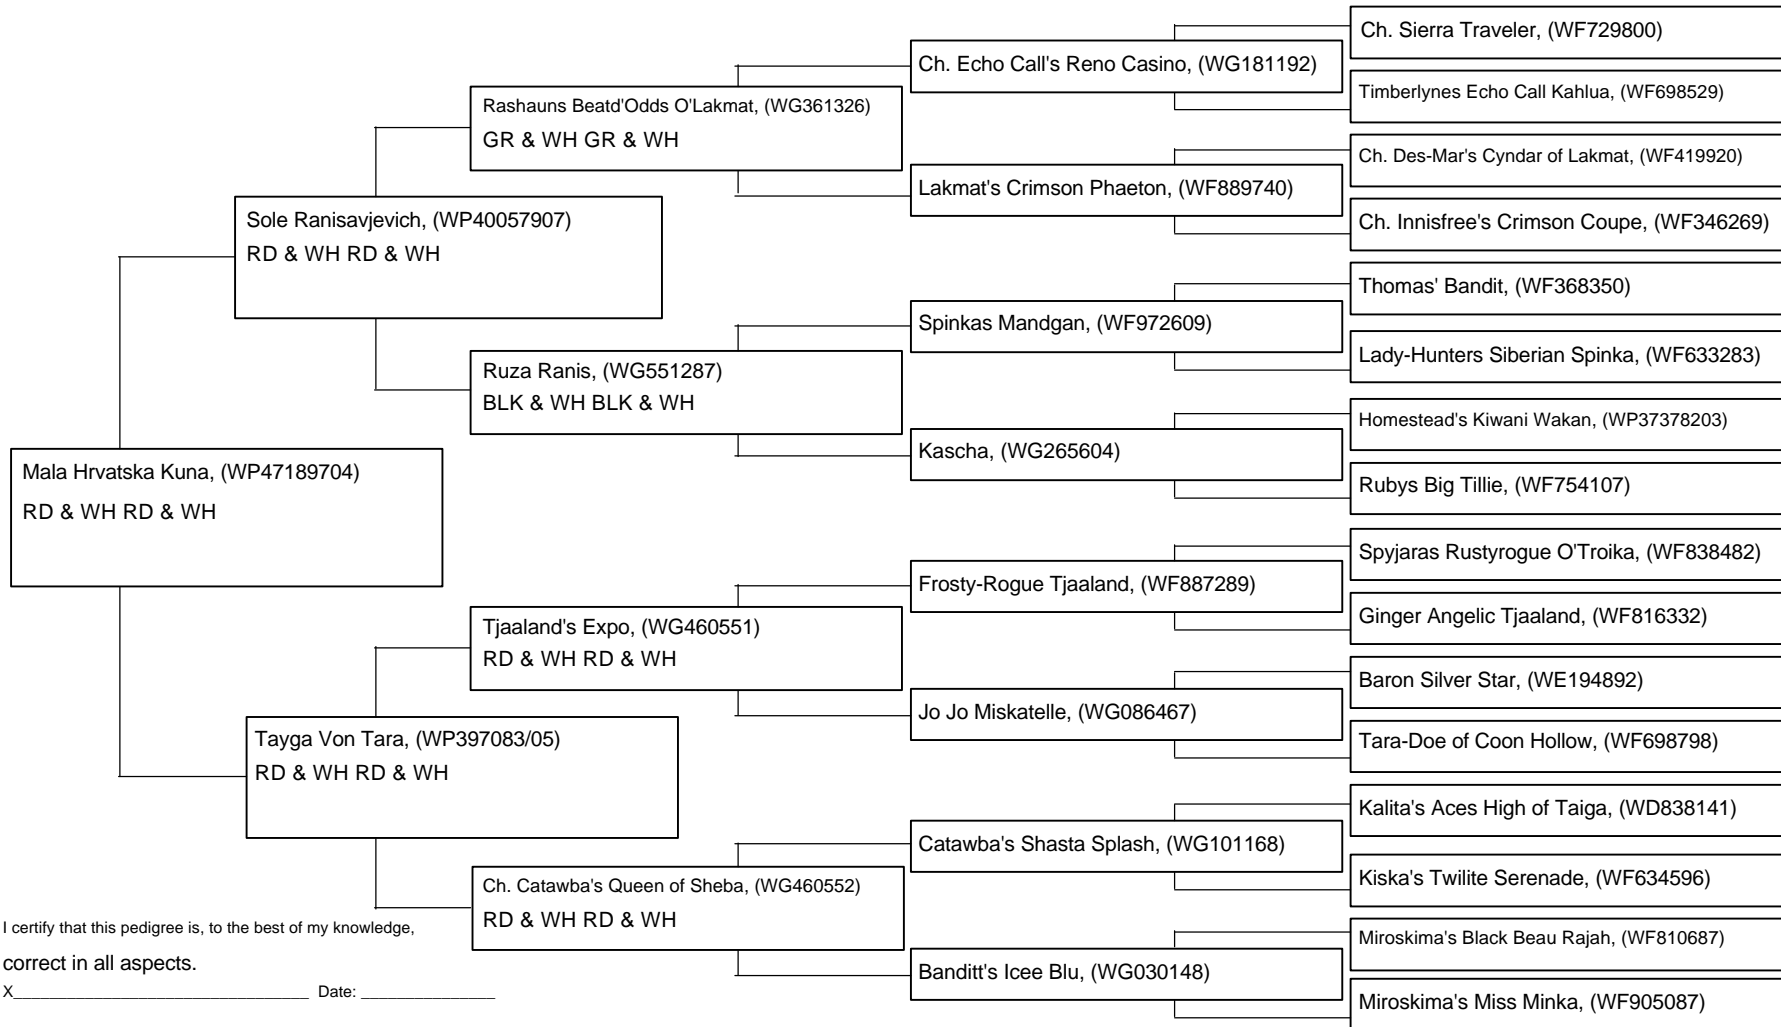 Mala Hrvatska Kuna, (WP47189704)
RD & WH RD & WH
Sole Ranisavjevich, (WP40057907)
RD & WH RD & WH
Tayga Von Tara, (WP397083/05)
RD & WH RD & WH
Rashauns Beatd'Odds O'Lakmat, (WG361326)
GR & WH GR & WH
Ruza Ranis, (WG551287)
BLK & WH BLK & WH
Tjaaland's Expo, (WG460551)
RD & WH RD & WH
Ch. Catawba's Queen of Sheba, (WG460552)
RD & WH RD & WH
Ch. Echo Call's Reno Casino, (WG181192)
Lakmat's Crimson Phaeton, (WF889740)
Spinkas Mandgan, (WF972609)
Kascha, (WG265604)
Frosty-Rogue Tjaaland, (WF887289)
Jo Jo Miskatelle, (WG086467)
Catawba's Shasta Splash, (WG101168)
Banditt's Icee Blu, (WG030148)
Ch. Sierra Traveler, (WF729800)
Timberlynes Echo Call Kahlua, (WF698529)
Ch. Des-Mar's Cyndar of Lakmat, (WF419920)
Ch. Innisfree's Crimson Coupe, (WF346269)
Thomas' Bandit, (WF368350)
Lady-Hunters Siberian Spinka, (WF633283)
Homestead's Kiwani Wakan, (WP37378203)
Rubys Big Tillie, (WF754107)
Spyjaras Rustyrogue O'Troika, (WF838482)
Ginger Angelic Tjaaland, (WF816332)
Baron Silver Star, (WE194892)
Tara-Doe of Coon Hollow, (WF698798)
Kalita's Aces High of Taiga, (WD838141)
Kiska's Twilite Serenade, (WF634596)
Miroskima's Black Beau Rajah, (WF810687)
Miroskima's Miss Minka, (WF905087)
I certify that this pedigree is, to the best of my knowledge,
correct in all aspects.
X_________________________________ Date: _______________